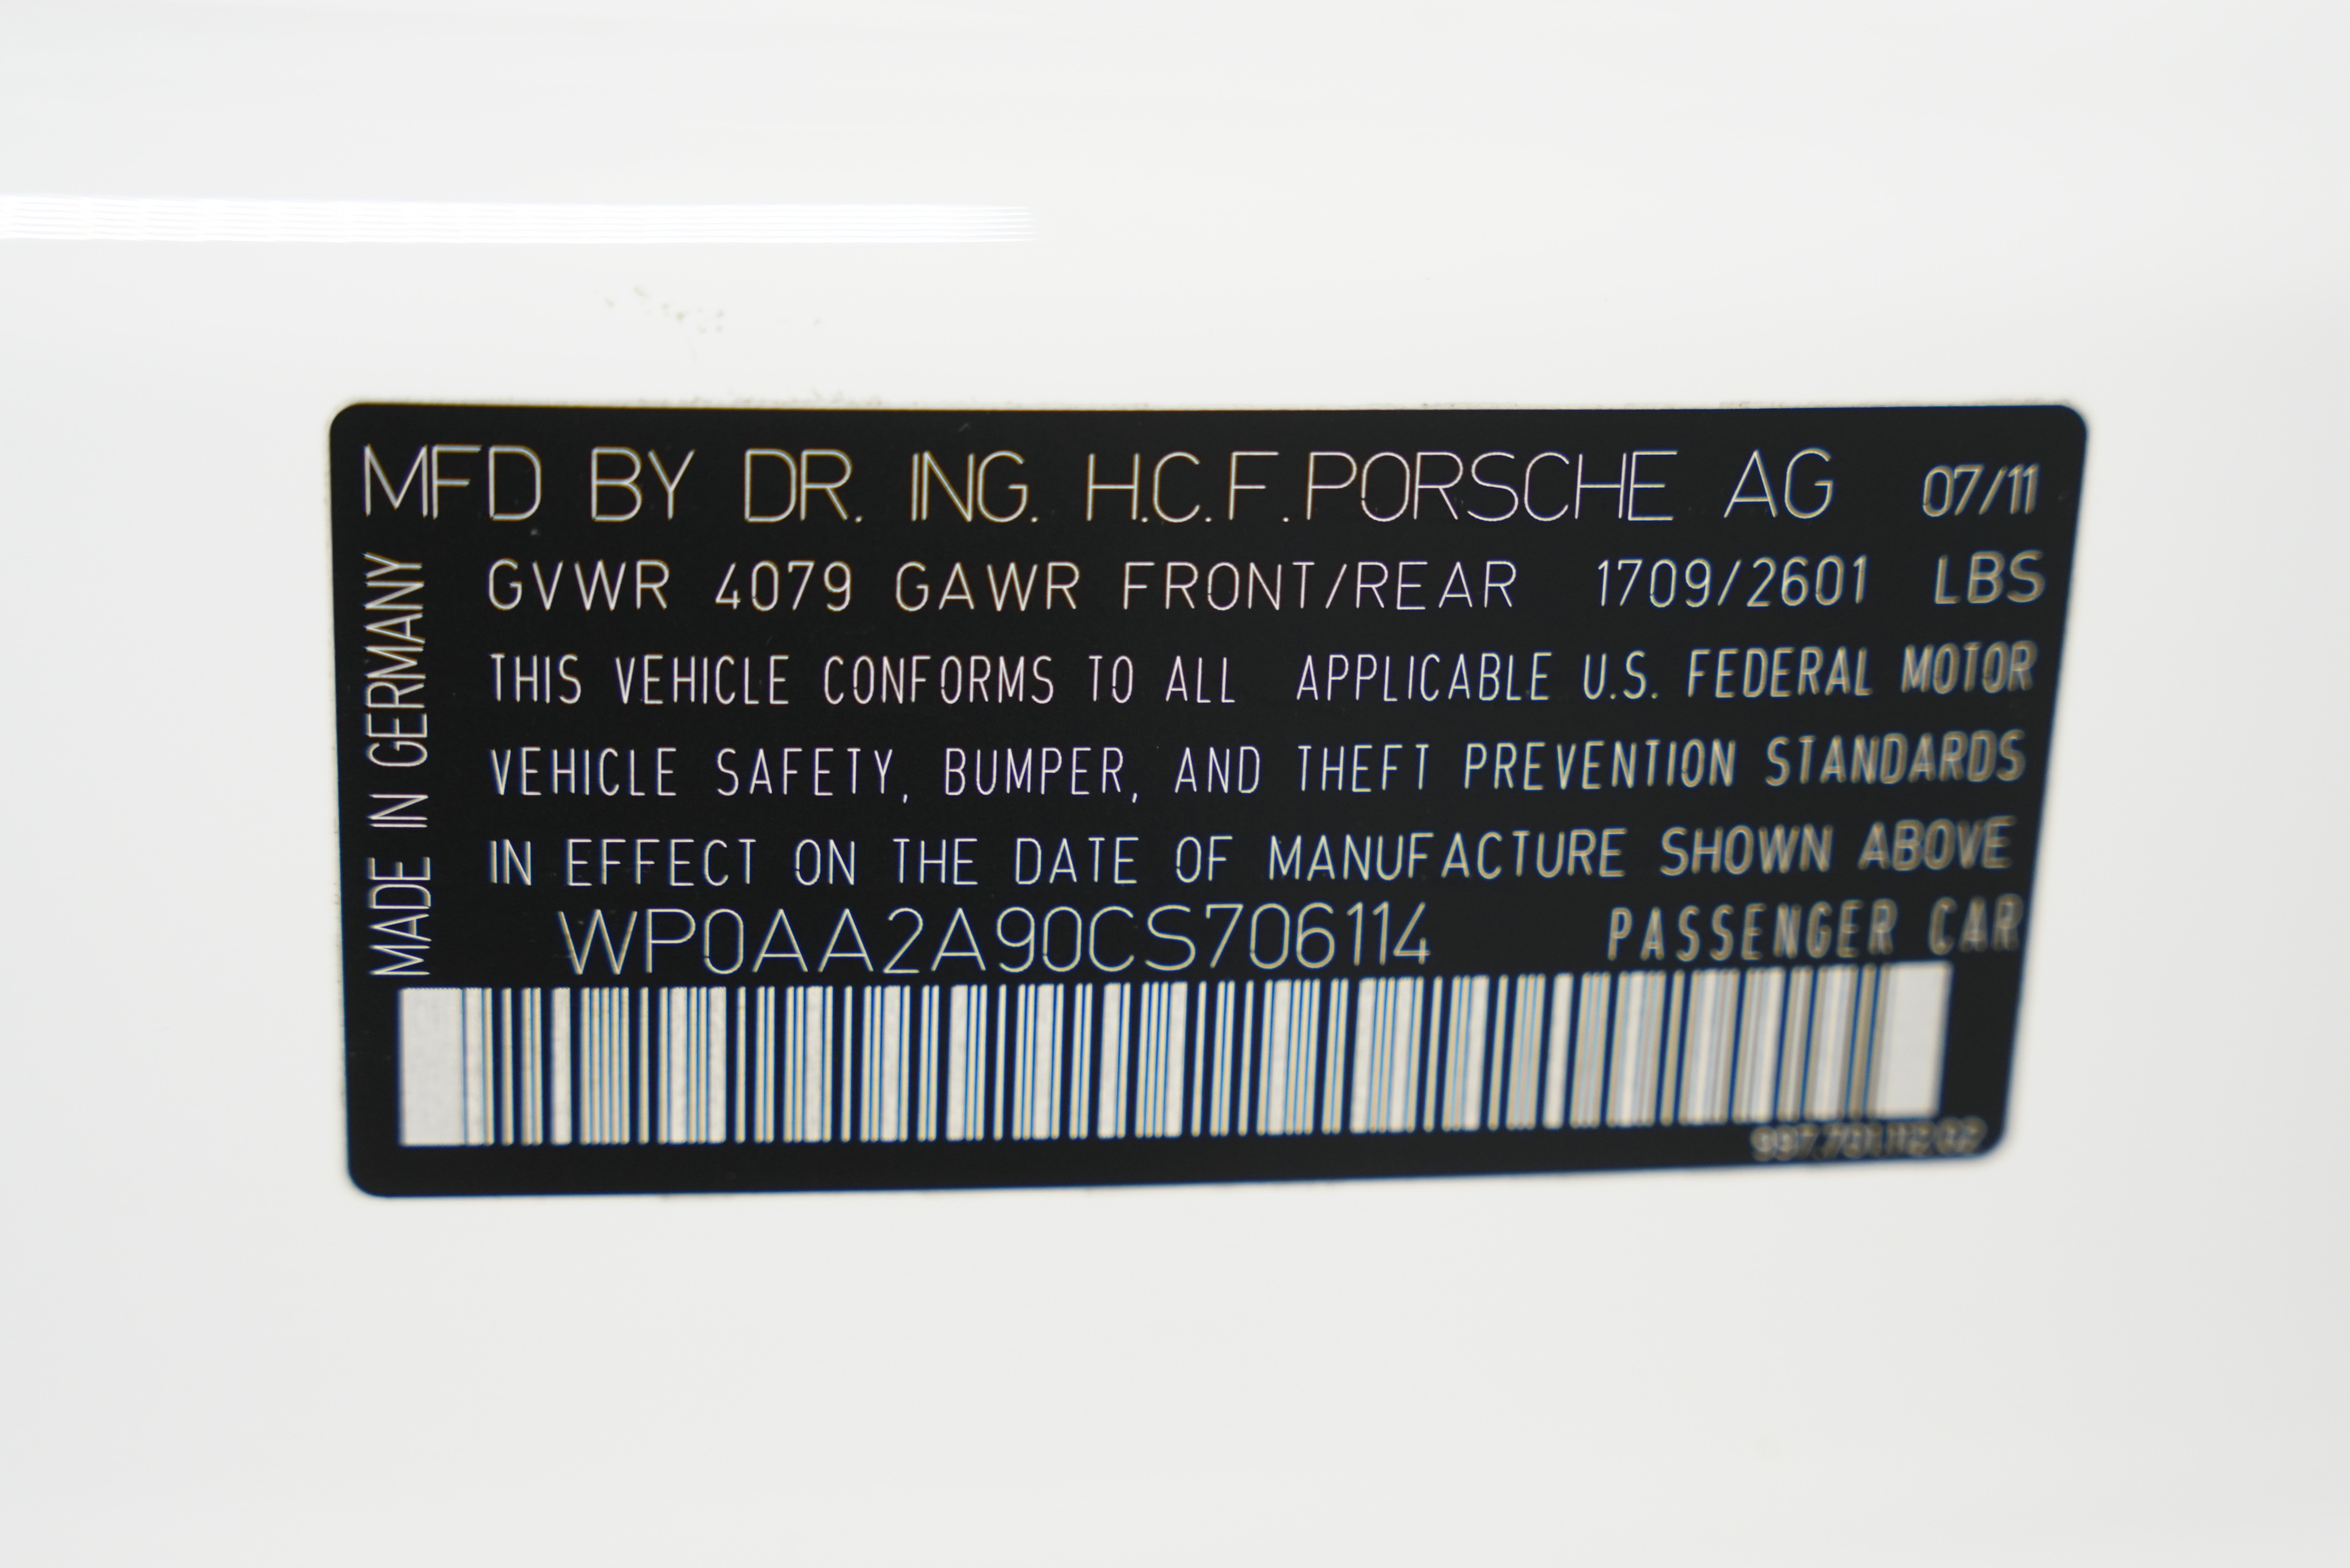 MFD BY DR. ING. H.C.F.PORSCHE AG 07/11
MADE IN GERMANY
GVWR 4079 GAWR FRONT/REAR 1709/2601 LBS
THIS VEHICLE CONFORMS TO ALL APPLICABLE U.S. FEDERAL MOTOR
VEHICLE SAFETY, BUMPER, AND THEFT PREVENTION STANDARDS
IN EFFECT ON THE DATE OF MANUFACTURE SHOWN ABOVE
WP0AA2A90CS706114 PASSENGER CAR